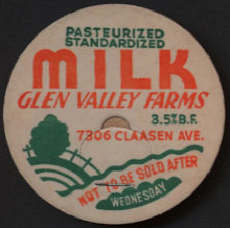 PASTEURIZED
STANDARDIZED
MILK
GLEN VALLEY FARMS
3.5% B.F.
7306 CLAASEN AVE.
NOT TO BE SOLD AFTER
WEDNESDAY